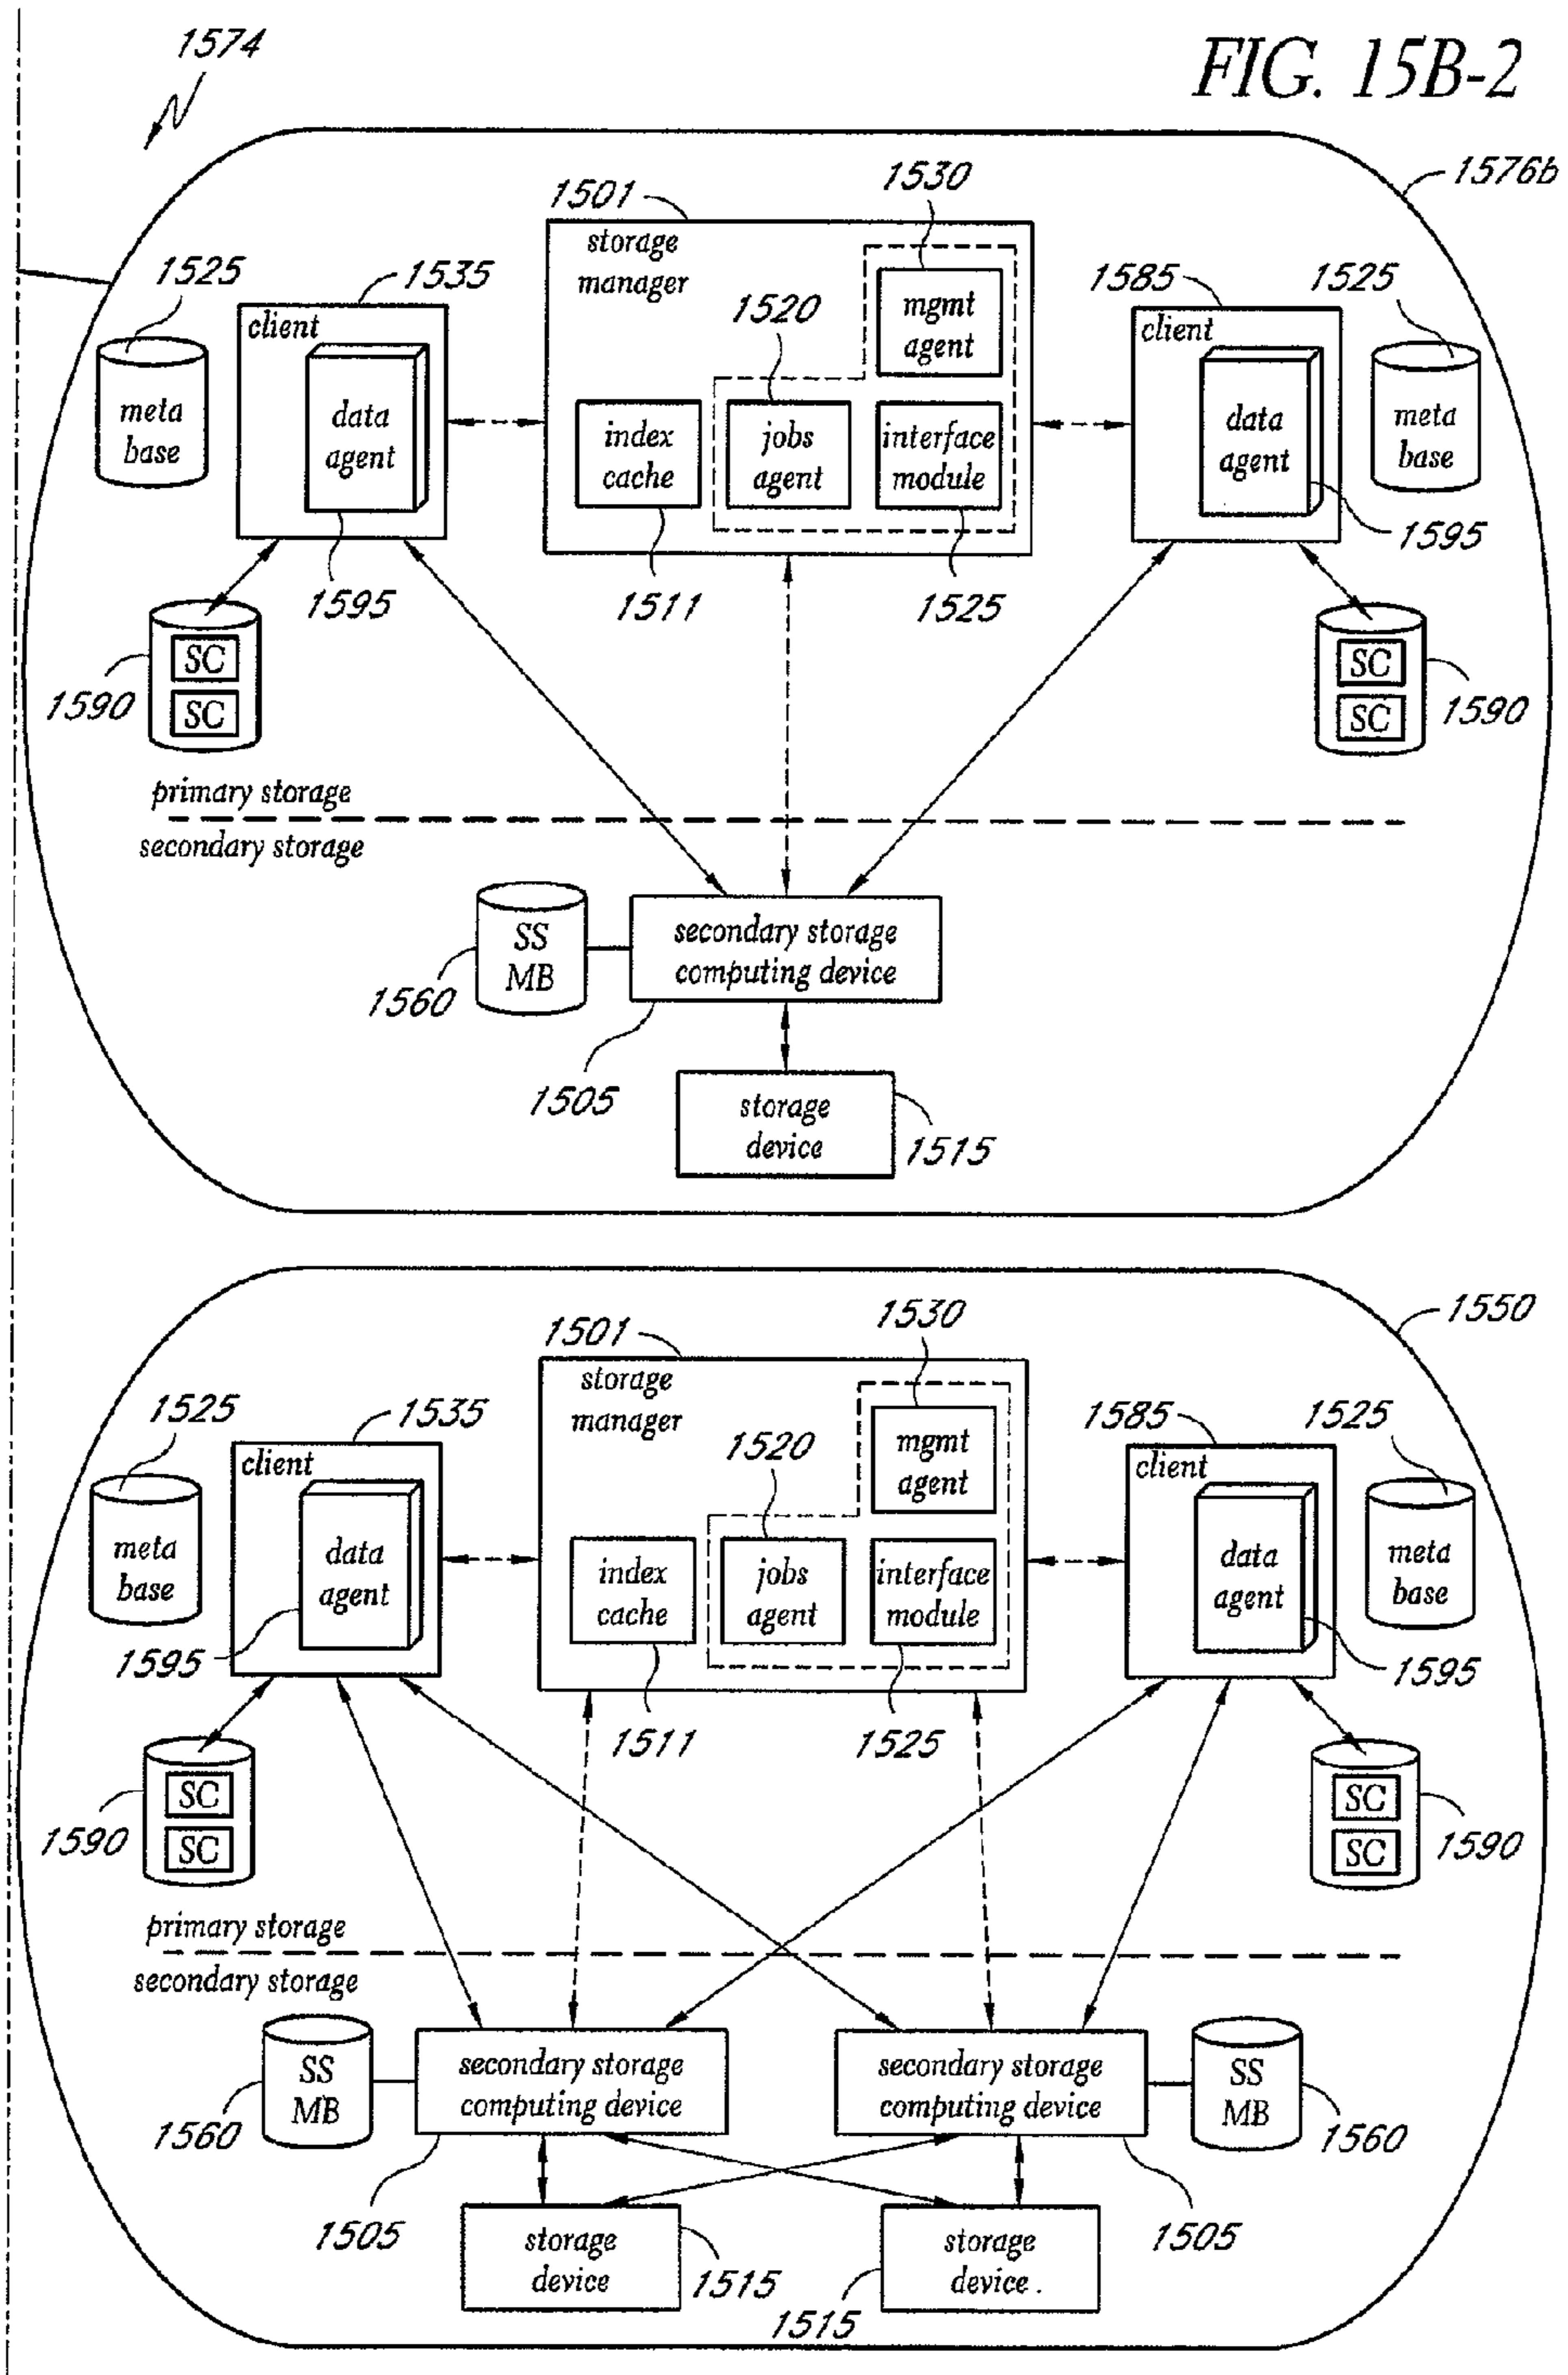 FIG. 15B-2
1574
1576b
1530
1501
storage
manager
1525
1535
1585
1525
client
1520
mgmt
agent
client
meta
base
data
agent
index
cache
jobs
agent
interface
module
data
agent
meta
base
1595
1595
1511
1525
SC
SC
1590
SC
SC
1590
primary storage
secondary storage
SS
MB
secondary storage
computing device
1560
1505
storage
device
1515
1550
1530
1501
storage
manager
1525
1535
1585
1525
client
1520
mgmt
agent
client
meta
base
data
agent
index
cache
jobs
agent
interface
module
data
agent
meta
base
1595
1595
1511
1525
SC
SC
1590
SC
SC
1590
primary storage
secondary storage
SS
MB
secondary storage
computing device
secondary storage
computing device
SS
MB
1560
1560
1505
storage
device
1515
storage
device.
1515
1505